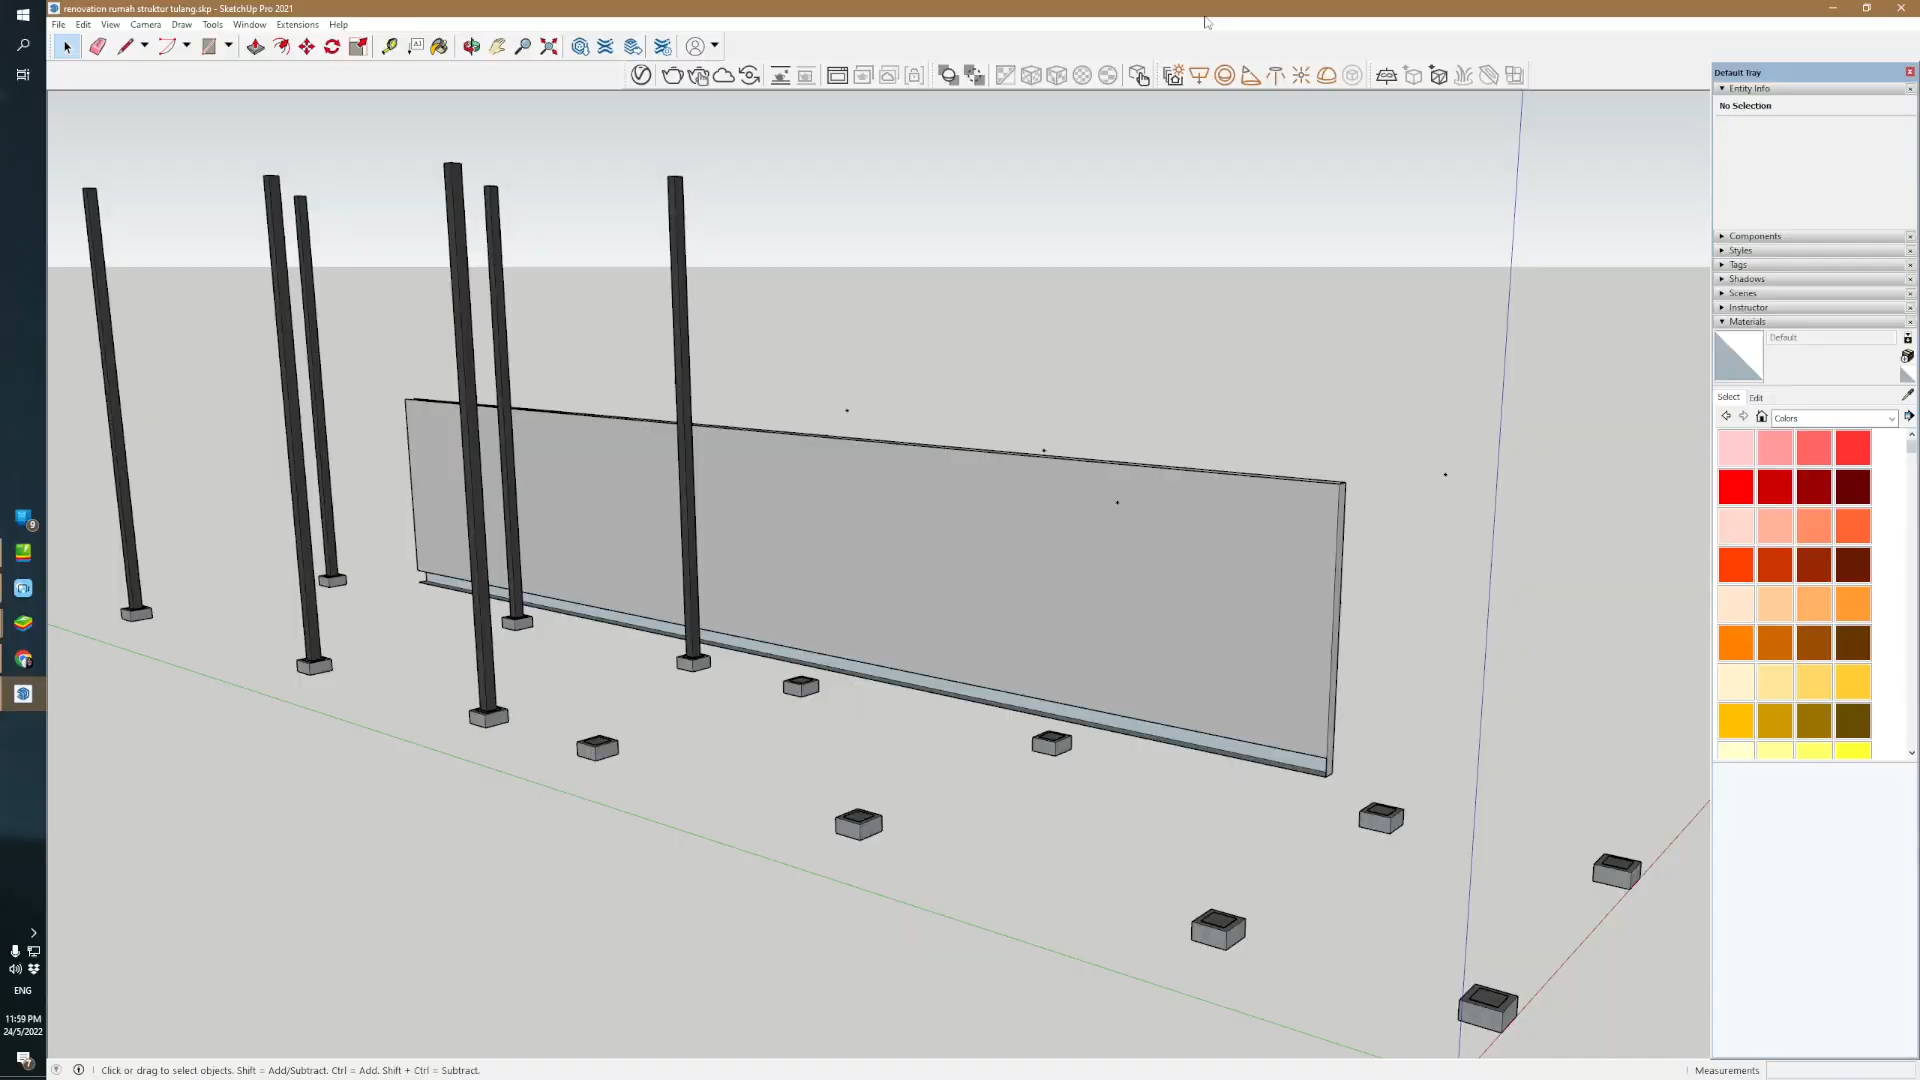 renovation rumah struktur tulang.skp - SketchUp Pro 2021
File Edit View Camera Draw Tools Window Extensions Help
Default Tray
Entity Info
No Selection
Components
Styles
Tags
Shadows
Scenes
Instructor
Materials
Default
Select Edit
Colors
9
ENG
11:59 PM
24/5/2022
Click or drag to select objects. Shift = Add/Subtract. Ctrl = Add. Shift + Ctrl = Subtract.
Measurements